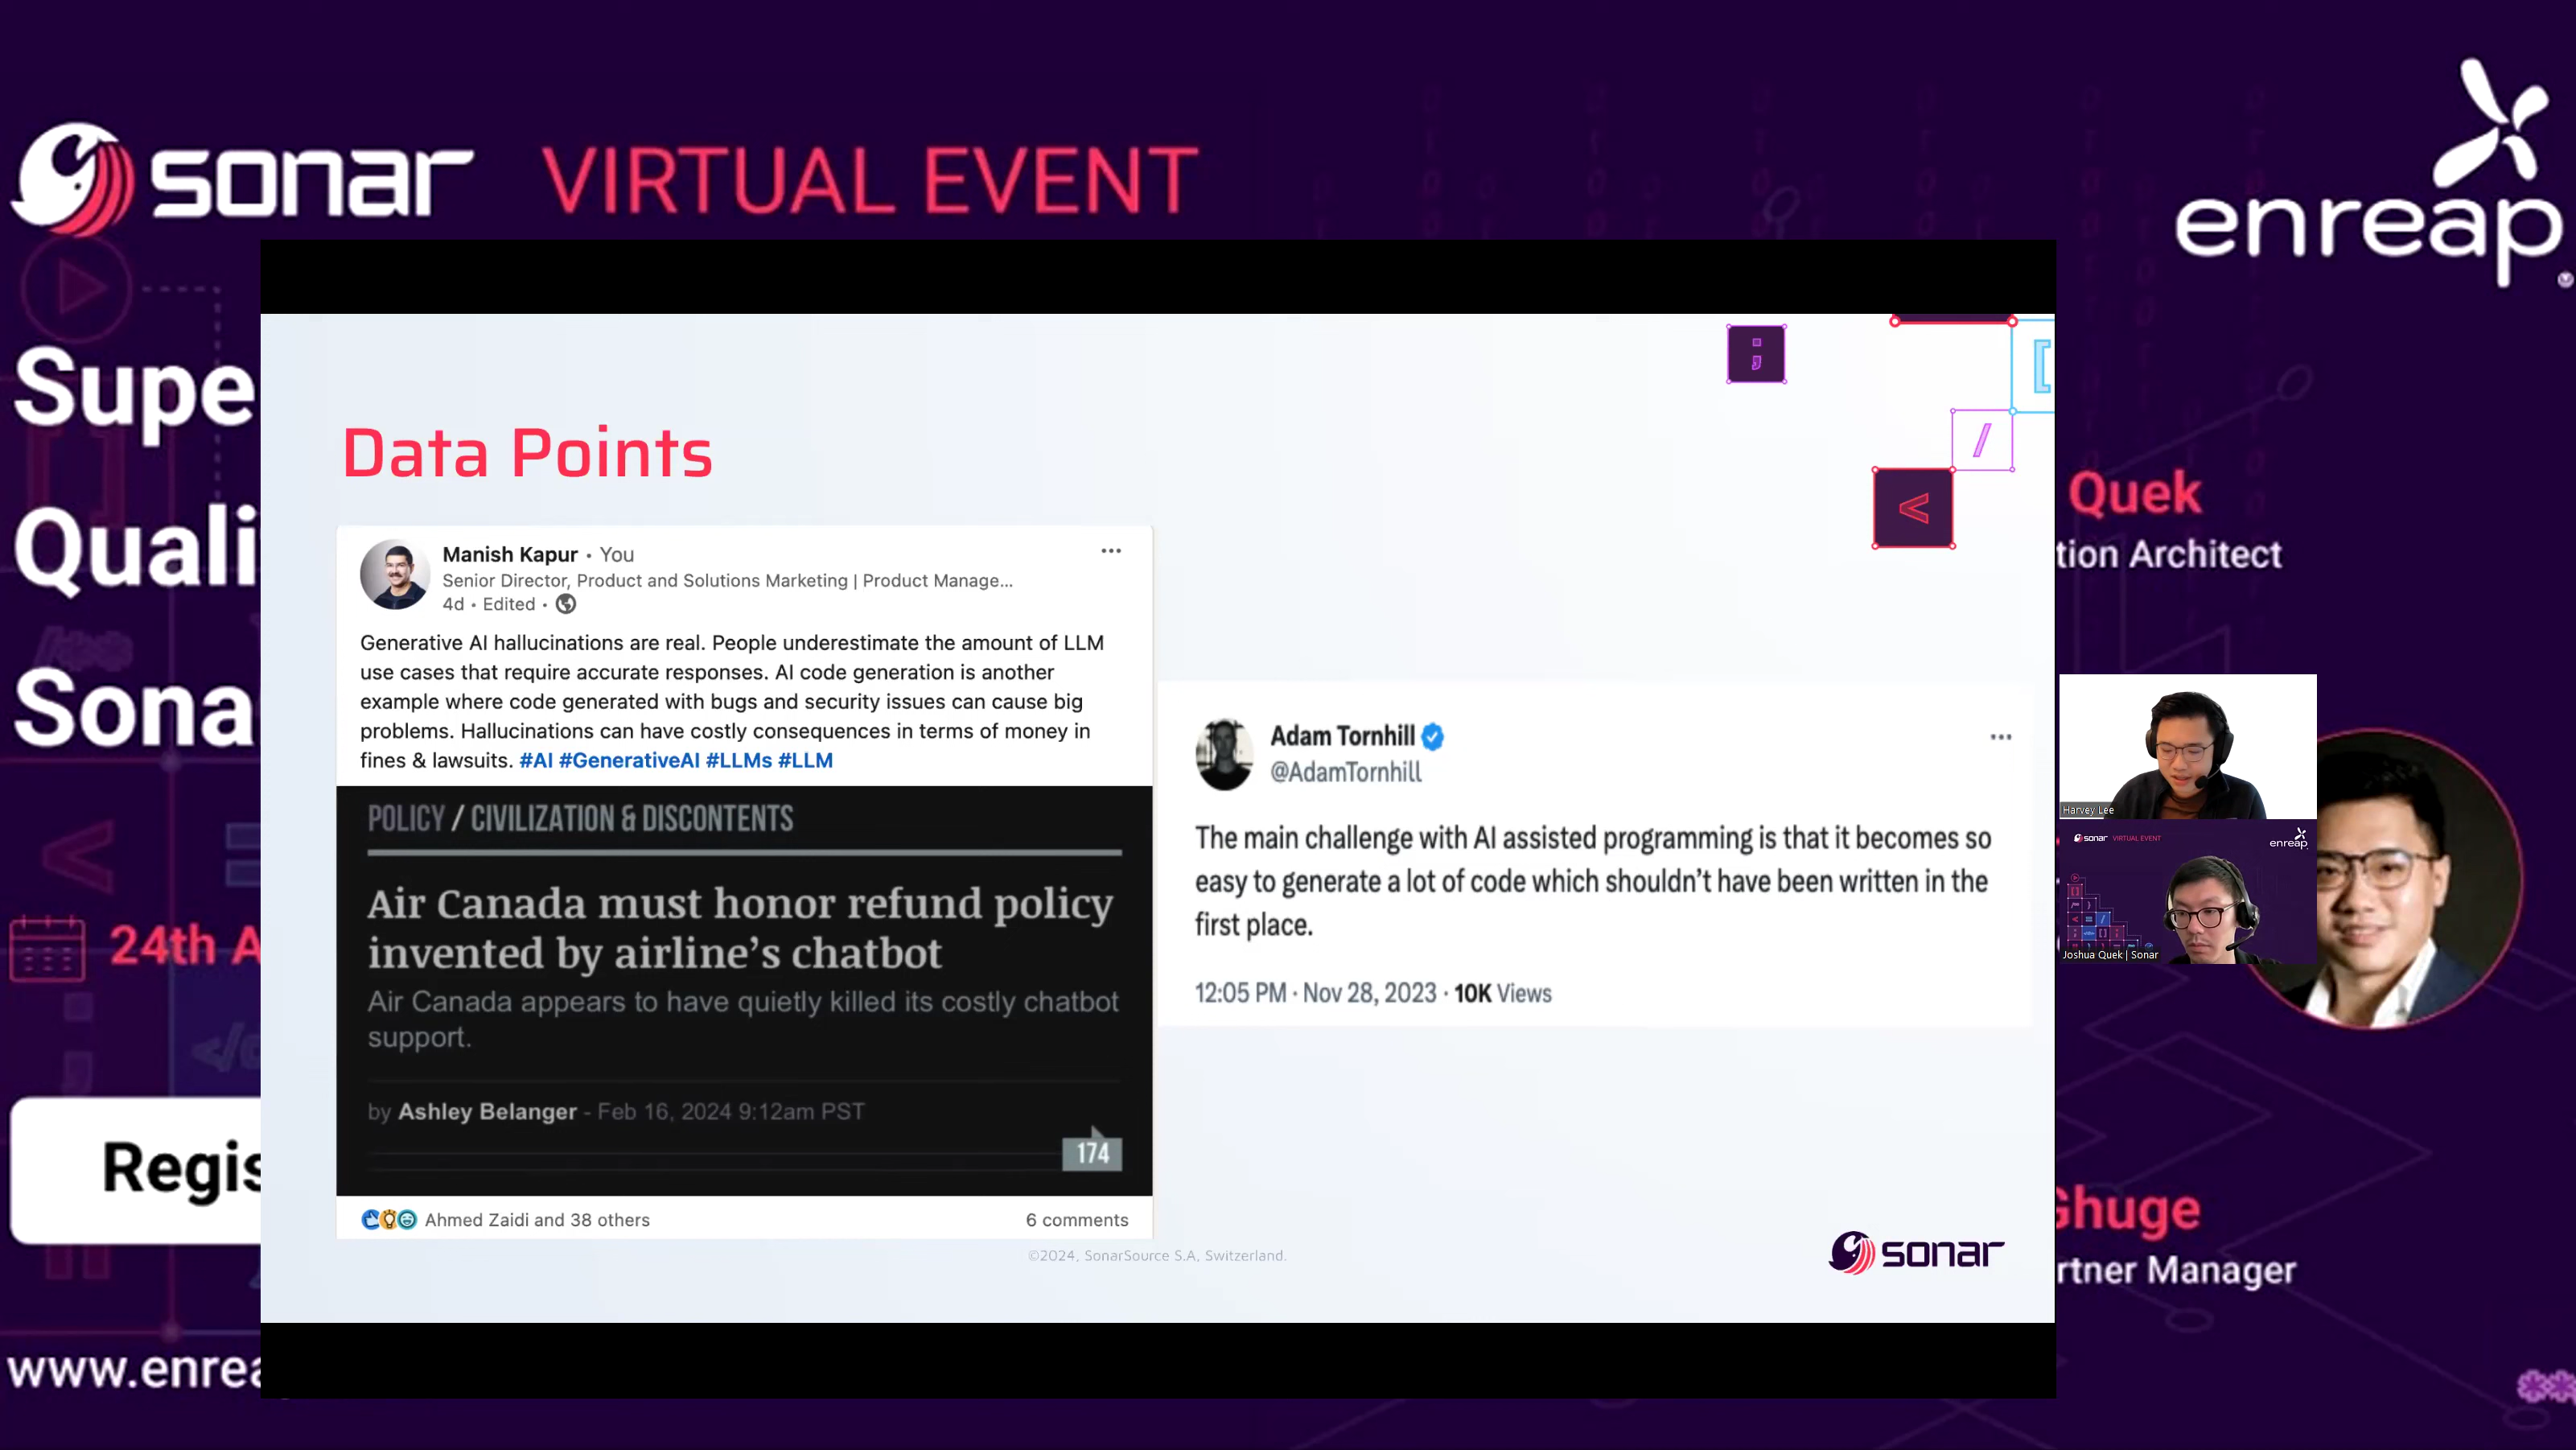 sonar VIRTUAL EVENT
enreap
Supe
Quali
Sona
24th A
Regis
www.enrea
Data Points
;
[
/
<
Manish Kapur • You
Senior Director, Product and Solutions Marketing | Product Manage...
4d • Edited •
Generative AI hallucinations are real. People underestimate the amount of LLM
use cases that require accurate responses. AI code generation is another
example where code generated with bugs and security issues can cause big
problems. Hallucinations can have costly consequences in terms of money in
fines & lawsuits. #AI #GenerativeAI #LLMs #LLM
POLICY / CIVILIZATION & DISCONTENTS
Air Canada must honor refund policy
invented by airline's chatbot
Air Canada appears to have quietly killed its costly chatbot
support.
by Ashley Belanger - Feb 16, 2024 9:12am PST
174
Ahmed Zaidi and 38 others
6 comments
Adam Tornhill
@AdamTornhill
The main challenge with AI assisted programming is that it becomes so
easy to generate a lot of code which shouldn't have been written in the
first place.
12:05 PM · Nov 28, 2023 · 10K Views
©2024, SonarSource S.A, Switzerland.
sonar
Quek
tion Architect
Harvey Lee
sonar VIRTUAL EVENT
enreap
Joshua Quek | Sonar
Ghuge
rtner Manager